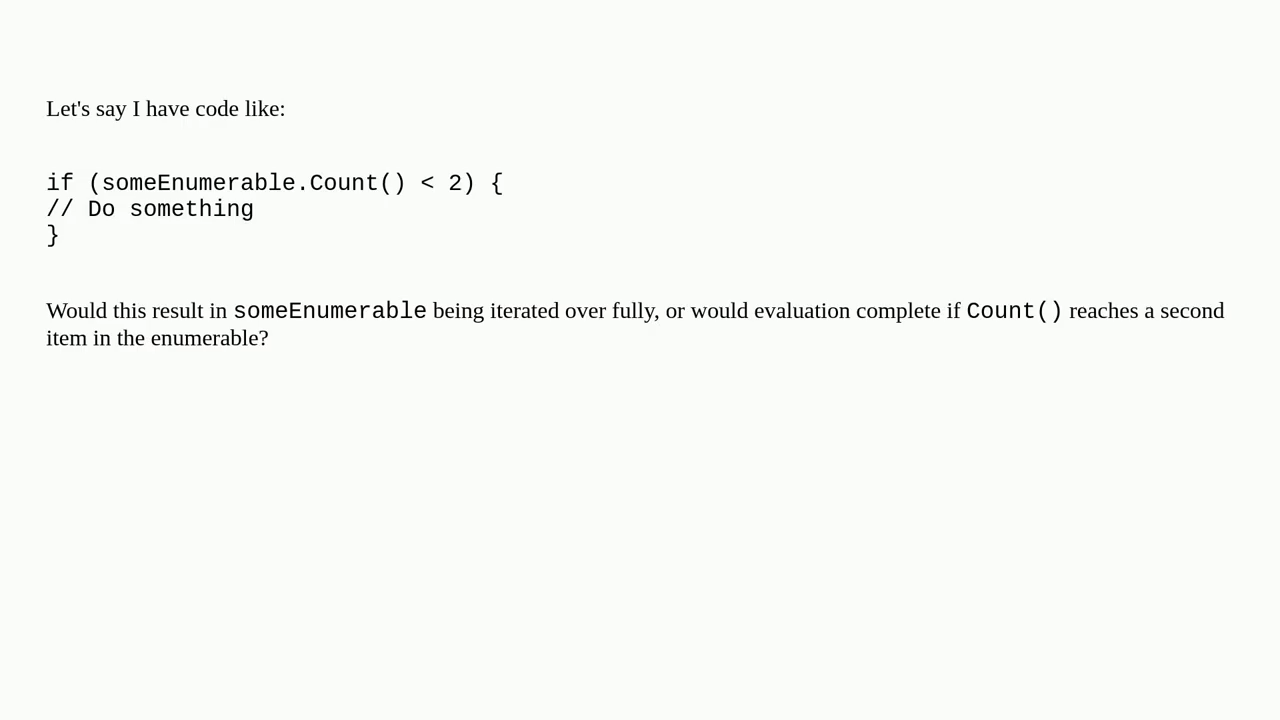 Let's say I have code like:
if (someEnumerable.Count() < 2) {
// Do something
}
Would this result in someEnumerable being iterated over fully, or would evaluation complete if Count() reaches a second
item in the enumerable?